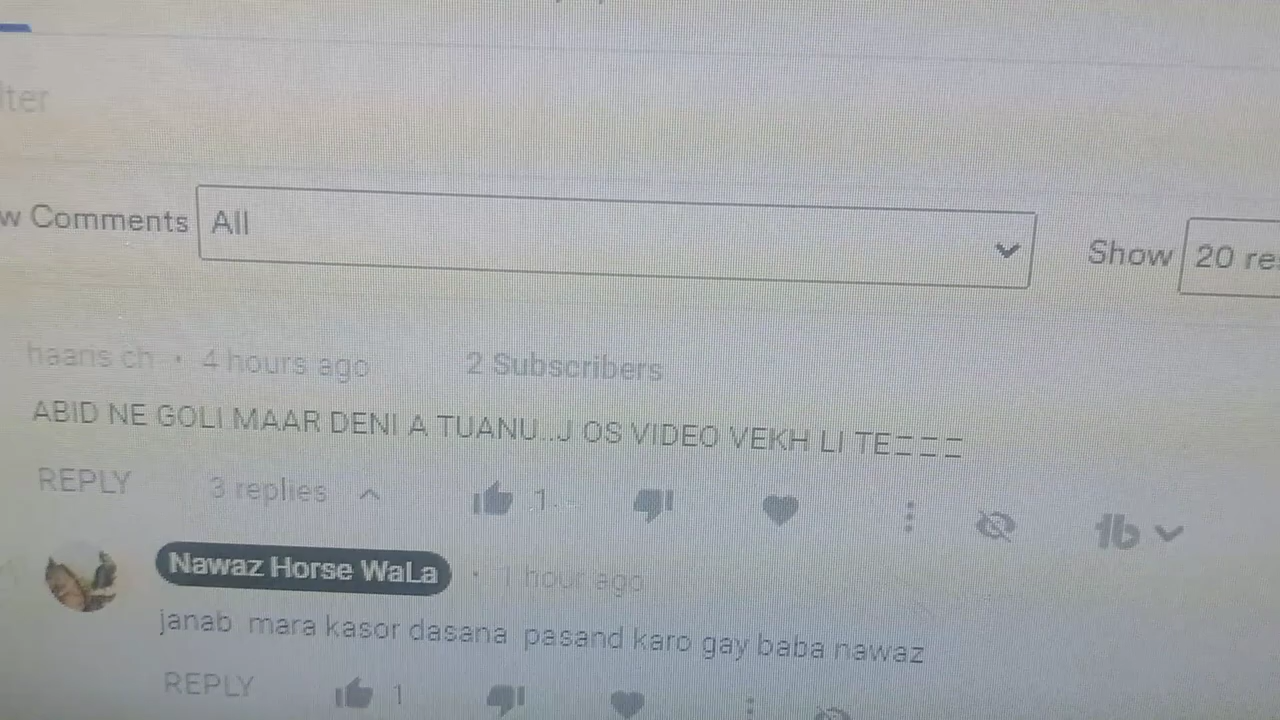 lter
w Comments All Show 20 re
haans ch · 4 hours ago 2 Subscribers
ABID NE GOLI MAAR DENI A TUANU..J OS VIDEO VEKH LI TE
REPLY 3 replies 1
Nawaz Horse WaLa · 1 hour ago
janab mara kasor dasana pasand karo gay baba nawaz
REPLY 1